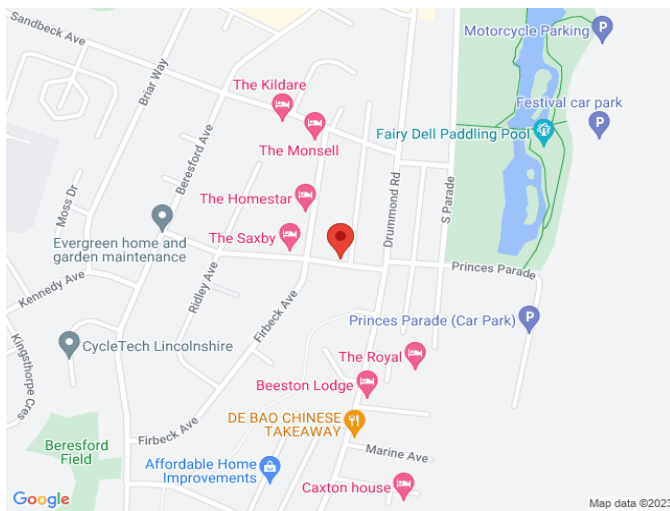 Sandbeck Ave
Motorcycle Parking
P
Briar Way
The Kildare
Festival car park
P
Beresford Ave
The Monsell
Fairy Dell Paddling Pool
Moss Dr
The Homestar
Drummond Rd
S Parade
The Saxby
Evergreen home and
garden maintenance
Princes Parade
Kennedy Ave
Ridley Ave
Firbeck Ave
Princes Parade (Car Park)
P
CycleTech Lincolnshire
The Royal
Kingsthorpe Cres
Beeston Lodge
DE BAO CHINESE
TAKEAWAY
Firbeck Ave
Beresford
Field
Marine Ave
Affordable Home
Improvements
Caxton house
Google
Map data ©2023